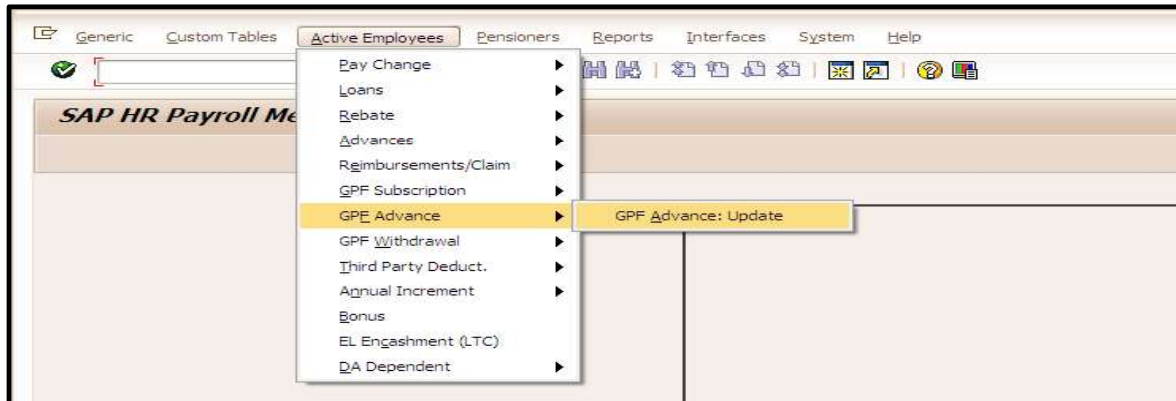 Generic Custom Tables Active Employees Pensioners Reports Interfaces System Help
Pay Change
SAP HR Payroll Me
Loans
Rebate
Advances
Reimbursements/Claim
GPF Subscription
GPF Advance
GPF Advance: Update
GPF Withdrawal
Third Party Deduct.
Annual Increment
Bonus
EL Encashment (LTC)
DA Dependent